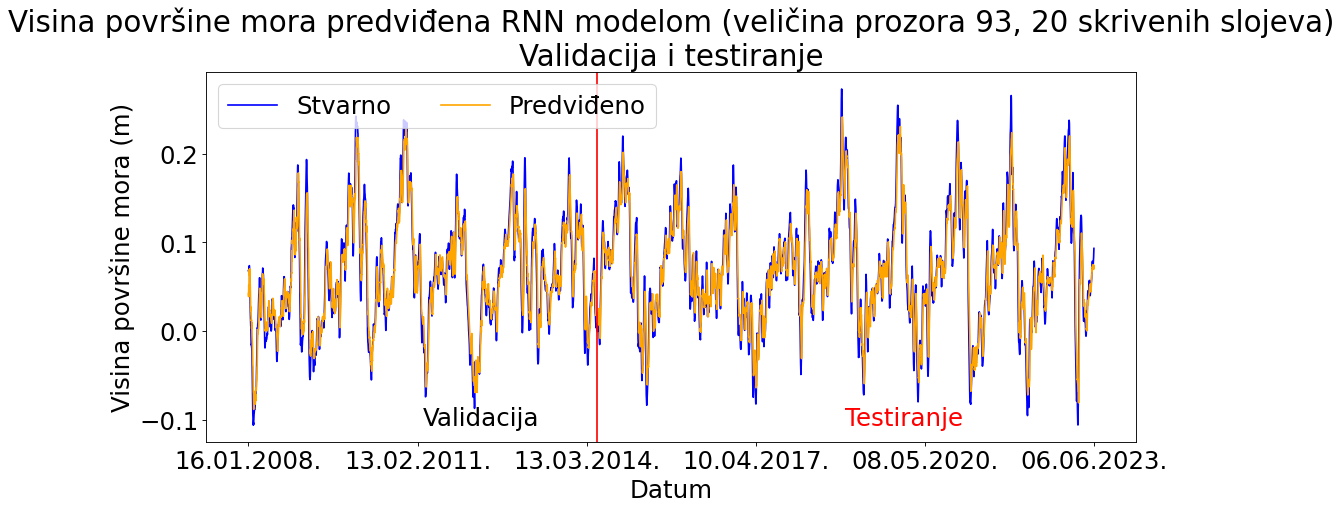 Visina površine mora predviđena RNN modelom (veličina prozora 93, 20 skrivenih slojeva)
Validacija i testiranje
Stvarno
Predviđeno
Visina površine mora (m)
0.2
0.1
0.0
−0.1
Validacija
Testiranje
16.01.2008.
13.02.2011.
13.03.2014.
10.04.2017.
08.05.2020.
06.06.2023.
Datum